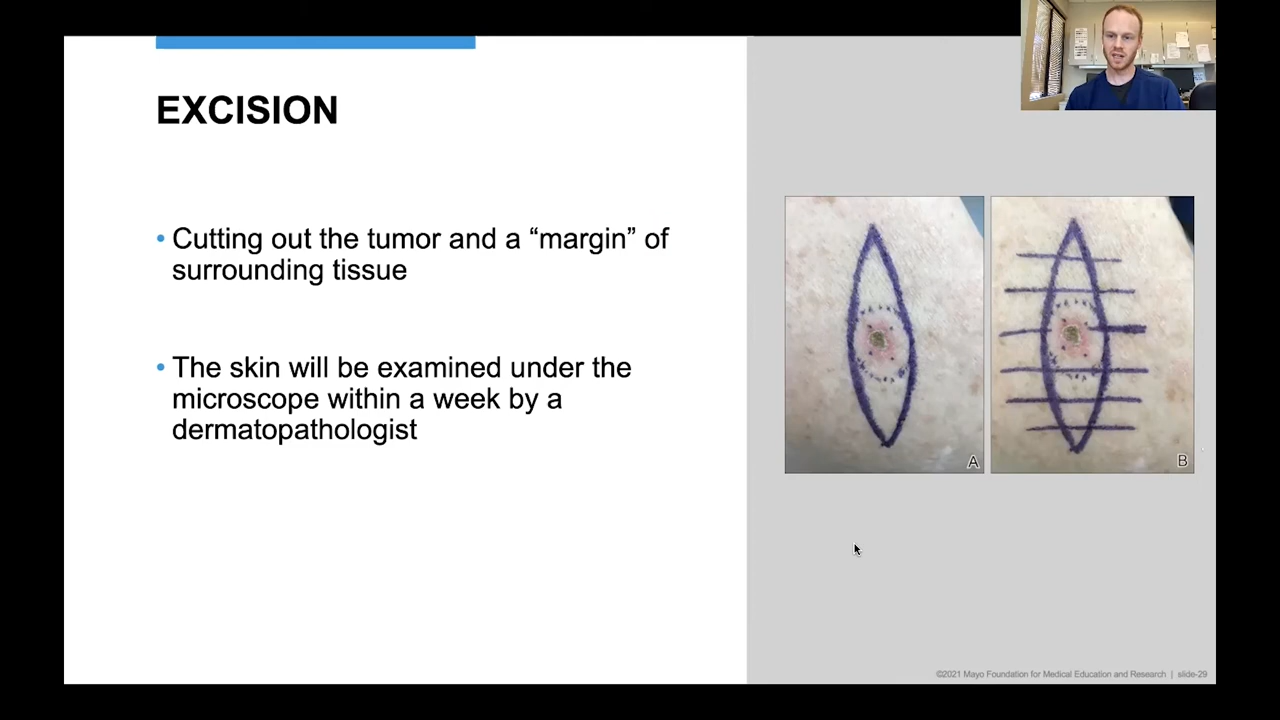 EXCISION
• Cutting out the tumor and a “margin” of
surrounding tissue
• The skin will be examined under the
microscope within a week by a
dermatopathologist
A
B
©2021 Mayo Foundation for Medical Education and Research | slide-29